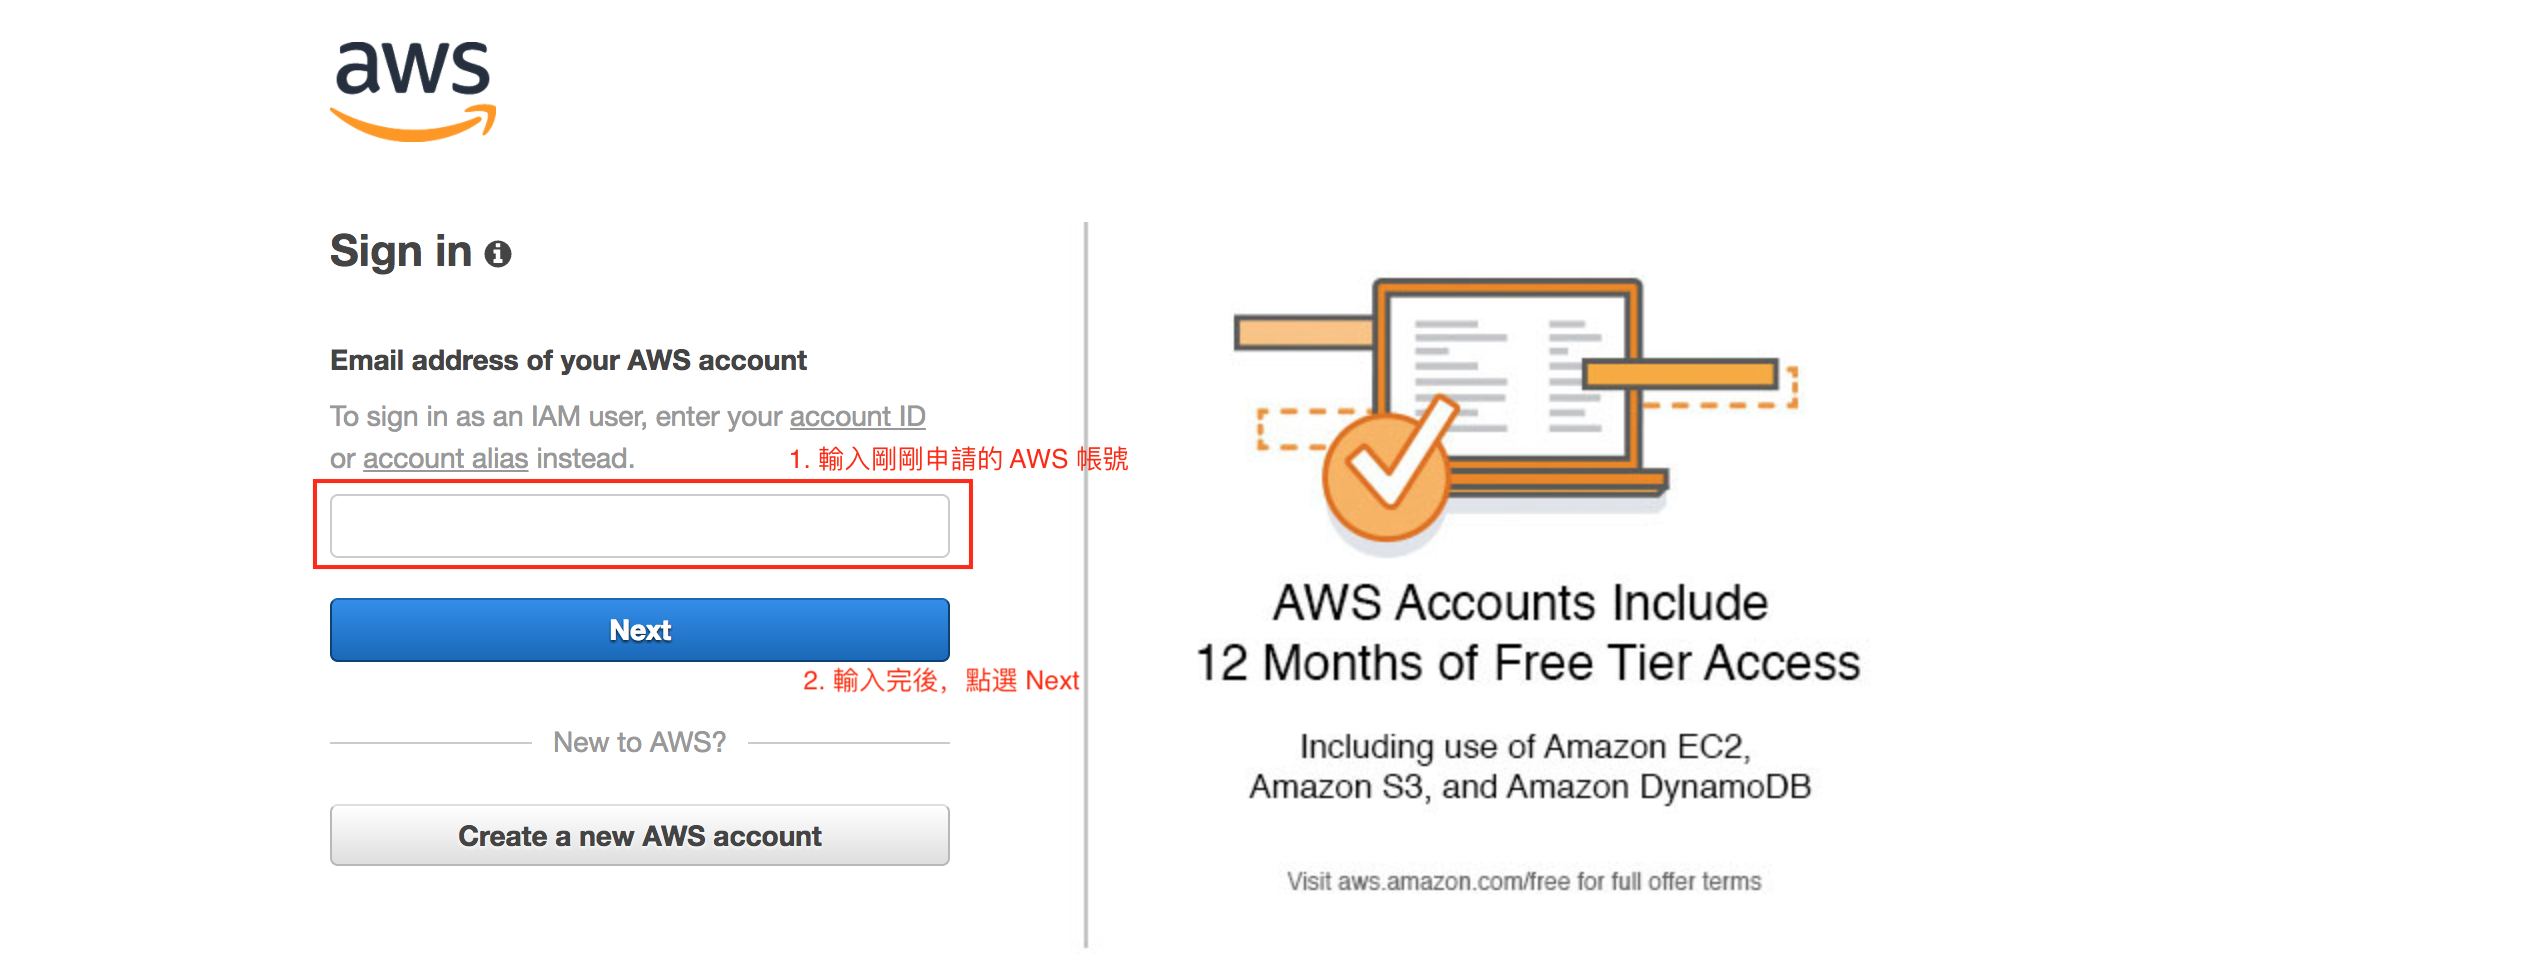 aws
Sign in
Email address of your AWS account
To sign in as an IAM user, enter your account ID
or account alias instead.
1. 輸入剛剛申請的 AWS 帳號
Next
2. 輸入完後，點選 Next
New to AWS?
Create a new AWS account
AWS Accounts Include
12 Months of Free Tier Access
Including use of Amazon EC2,
Amazon S3, and Amazon DynamoDB
Visit aws.amazon.com/free for full offer terms